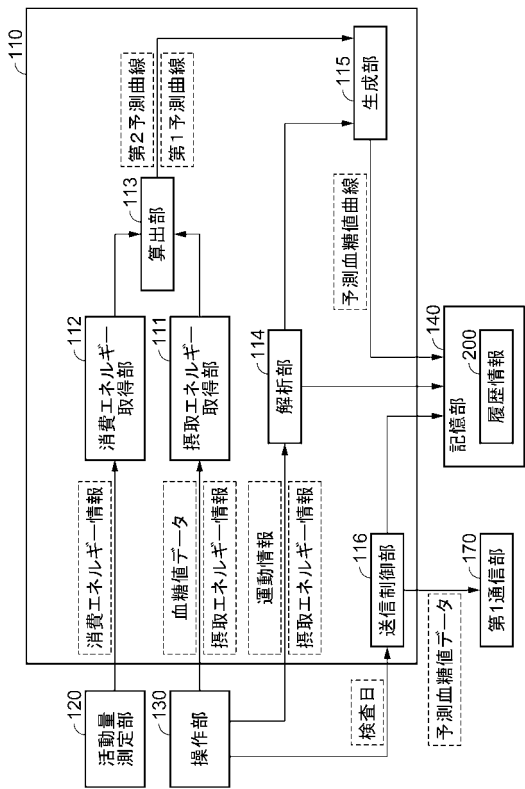 110
活動量
測定部
120
消費エネルギー情報
消費エネルギー
取得部
112
操作部
130
血糖値データ
摂取エネルギー情報
摂取エネルギー
取得部
111
算出部
113
第2予測曲線
第1予測曲線
運動情報
摂取エネルギー情報
解析部
114
生成部
115
予測血糖値曲線
検査日
送信制御部
116
予測血糖値データ
記憶部
140
履歴情報
200
第1通信部
170